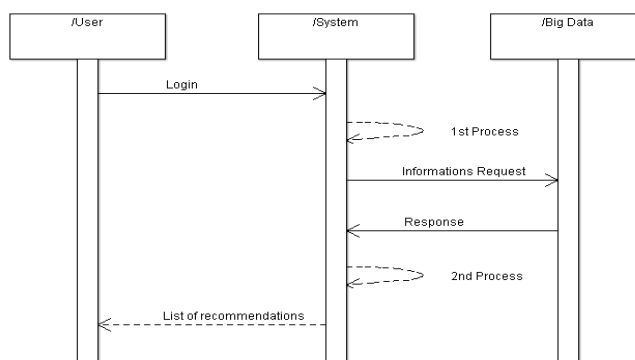 /User
/System
/Big Data
Login
1st Process
Informations Request
Response
2nd Process
List of recommendations